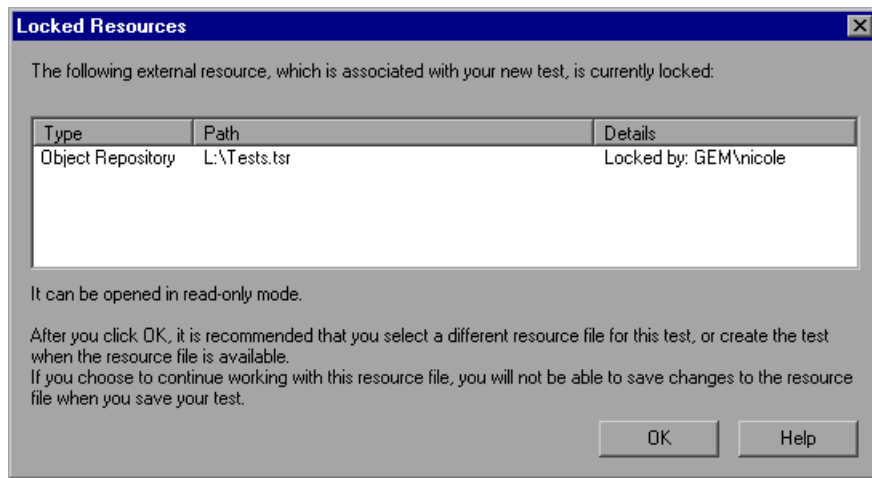 Locked Resources
The following external resource, which is associated with your new test, is currently locked:
Type Path Details
Object Repository L:\Tests.tsr Locked by: GEM\nicole
It can be opened in read-only mode.
After you click OK, it is recommended that you select a different resource file for this test, or create the test
when the resource file is available.
If you choose to continue working with this resource file, you will not be able to save changes to the resource
file when you save your test.
OK Help